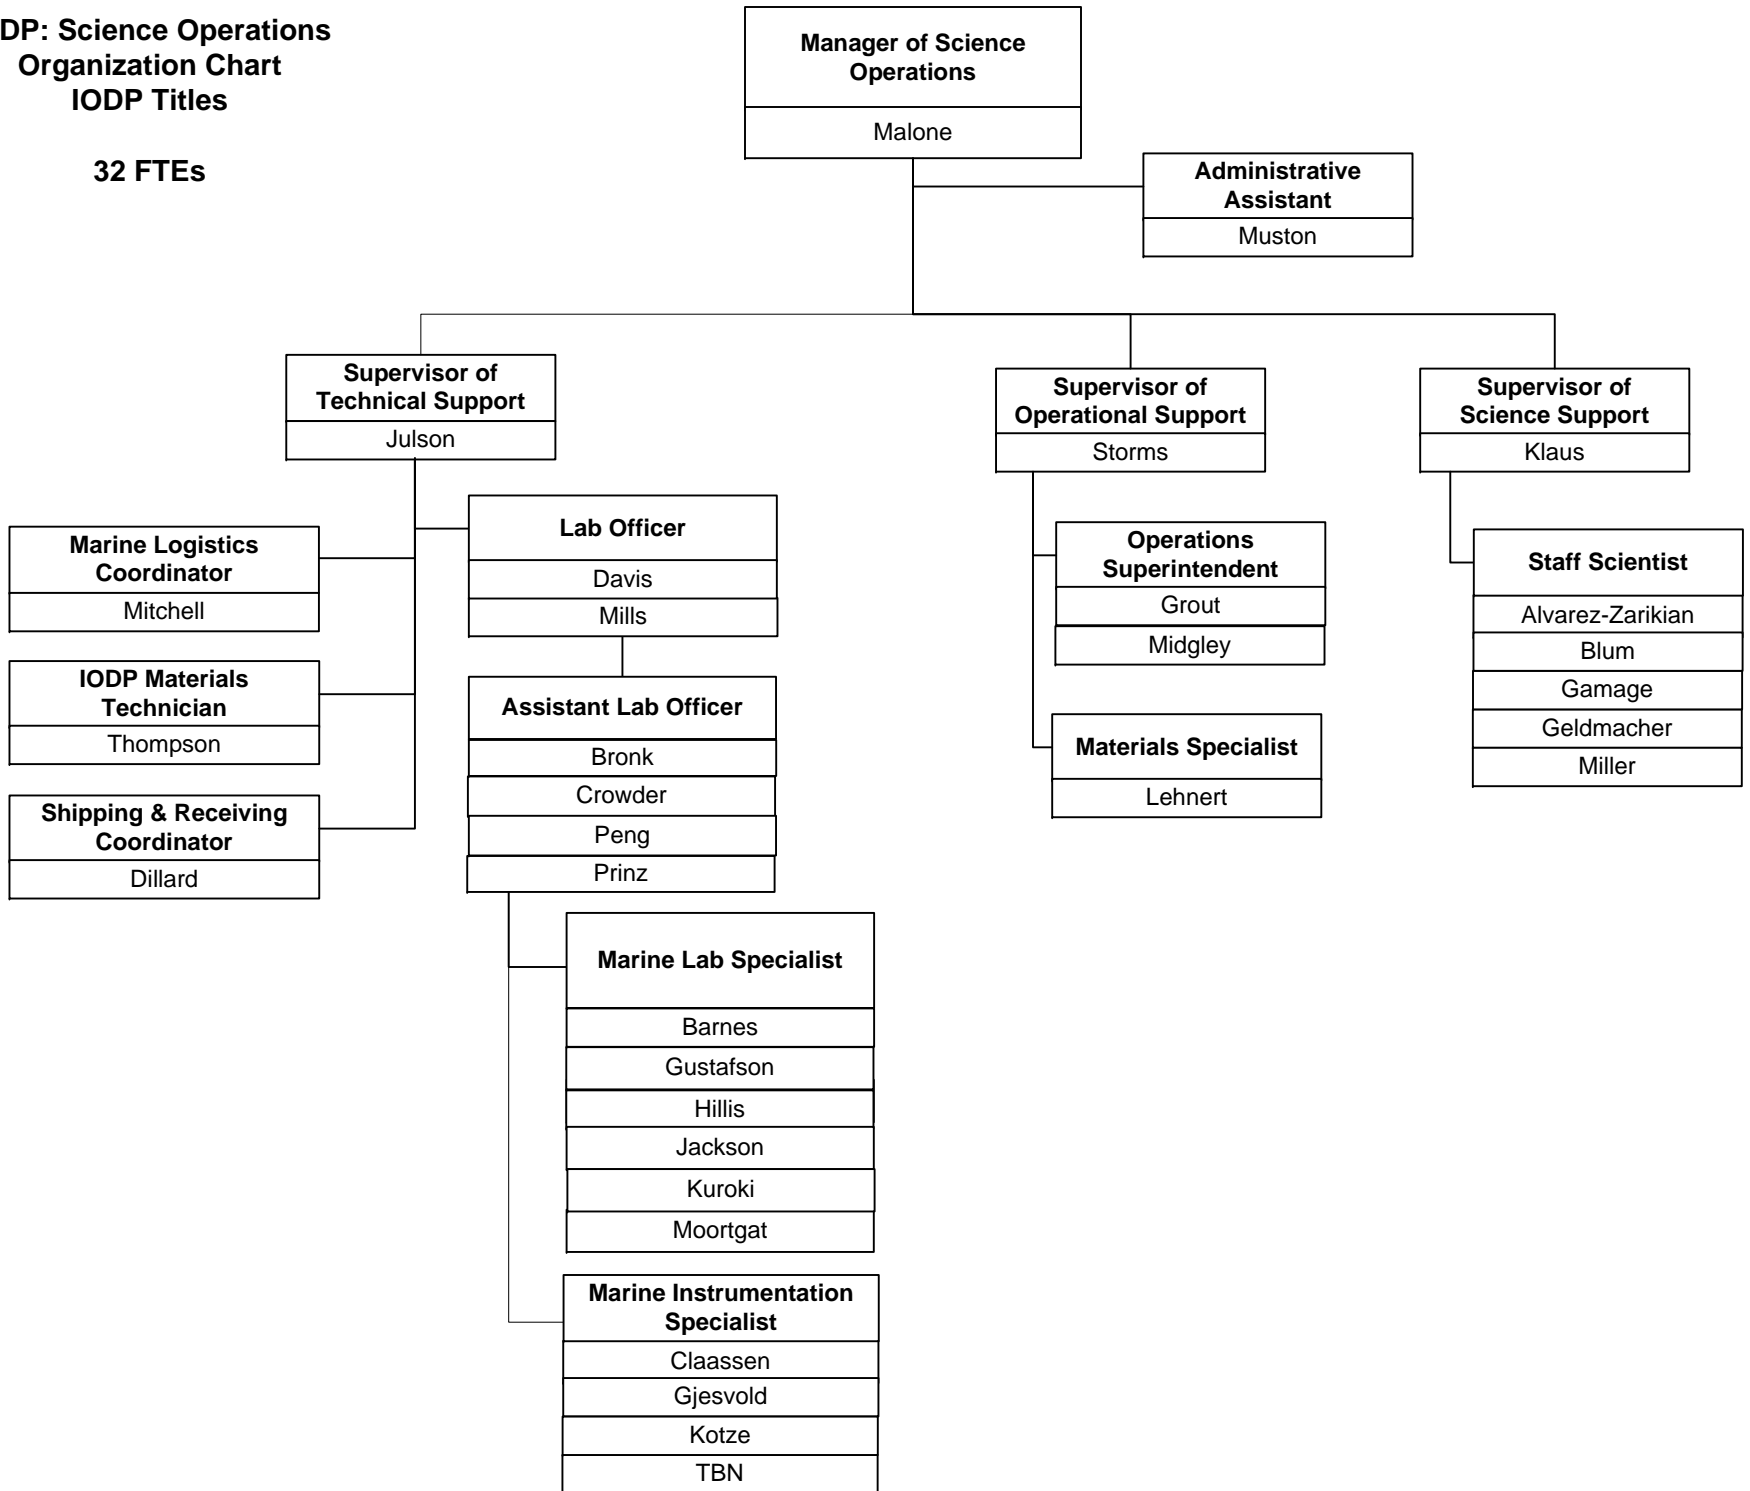 DP: Science Operations
Organization Chart
IODP Titles
32 FTEs
Manager of Science
Operations
Malone
Administrative
Assistant
Muston
Supervisor of
Technical Support
Julson
Supervisor of
Operational Support
Storms
Supervisor of
Science Support
Klaus
Marine Logistics
Coordinator
Mitchell
IODP Materials
Technician
Thompson
Shipping & Receiving
Coordinator
Dillard
Lab Officer
Davis
Mills
Assistant Lab Officer
Bronk
Crowder
Peng
Prinz
Marine Lab Specialist
Barnes
Gustafson
Hillis
Jackson
Kuroki
Moortgat
Marine Instrumentation
Specialist
Claassen
Gjesvold
Kotze
TBN
Operations
Superintendent
Grout
Midgley
Materials Specialist
Lehnert
Staff Scientist
Alvarez-Zarikian
Blum
Gamage
Geldmacher
Miller